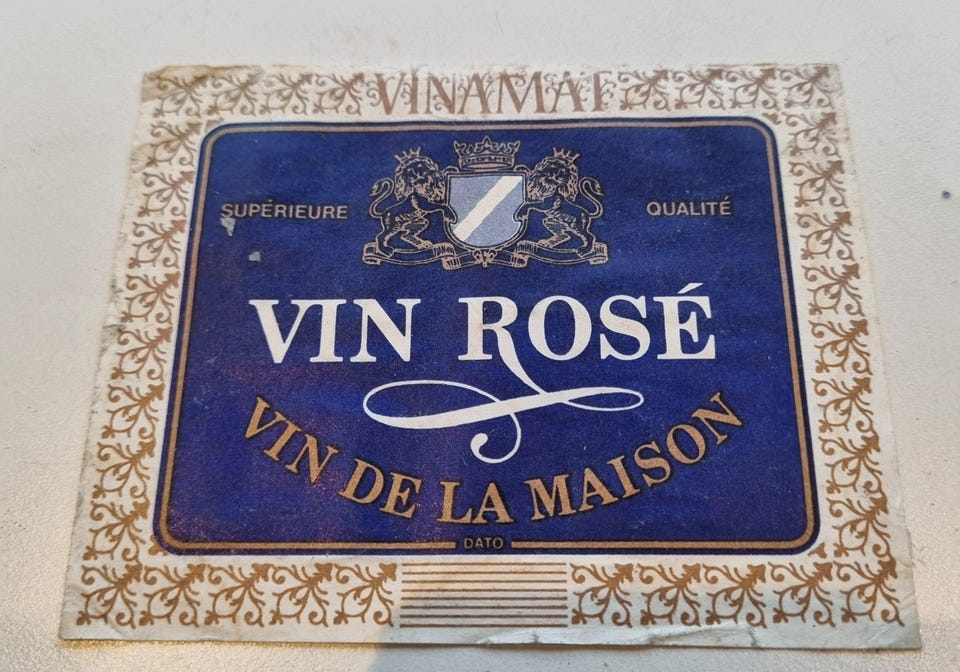 VINAMAT
SUPÉRIEURE
QUALITÉ
VIN ROSÉ
VIN DE LA MAISON
DATO